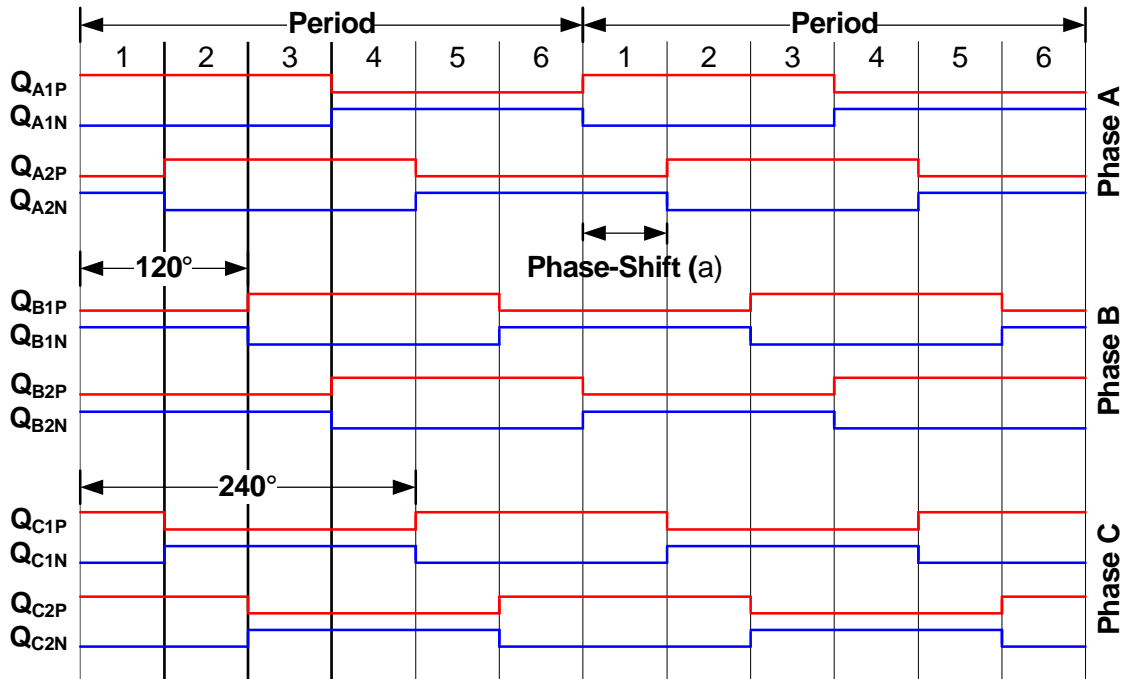 Period Period
1 2 3 4 5 6 1 2 3 4 5 6
QA1P
QA1N
QA2P
QA2N
Phase A
120°
Phase-Shift (a)
QB1P
QB1N
QB2P
QB2N
Phase B
240°
QC1P
QC1N
QC2P
QC2N
Phase C